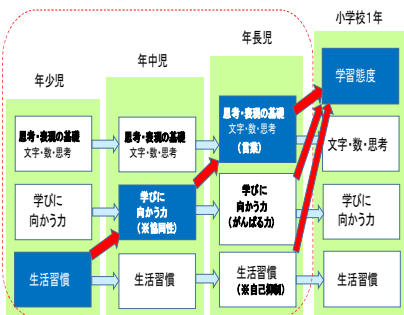 年少児
思考・表現の基礎
文字・数・思考
学びに
向かう力
生活習慣
年中児
思考・表現の基礎
文字・数・思考
学びに
向かう力
(※協同性)
生活習慣
年長児
思考・表現の基礎
文字・数・思考
(言葉)
学びに
向かう力
(がんばる力)
生活習慣
(※自己抑制)
小学校1年
学習態度
文字・数・思考
学びに
向かう力
生活習慣